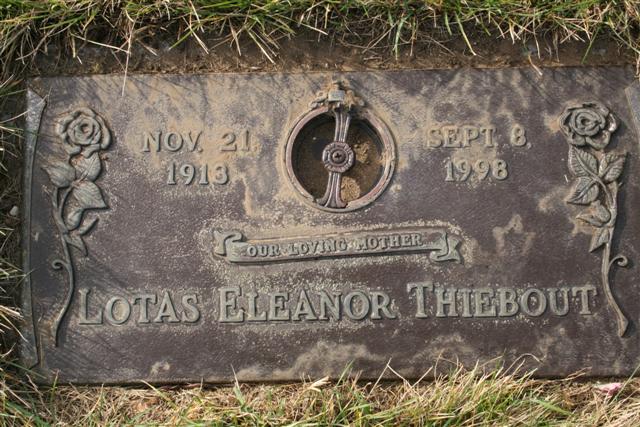 NOV. 21 SEPT 8
1913 1998
OUR LOVING MOTHER
LOTAS ELEANOR THIEBOUT